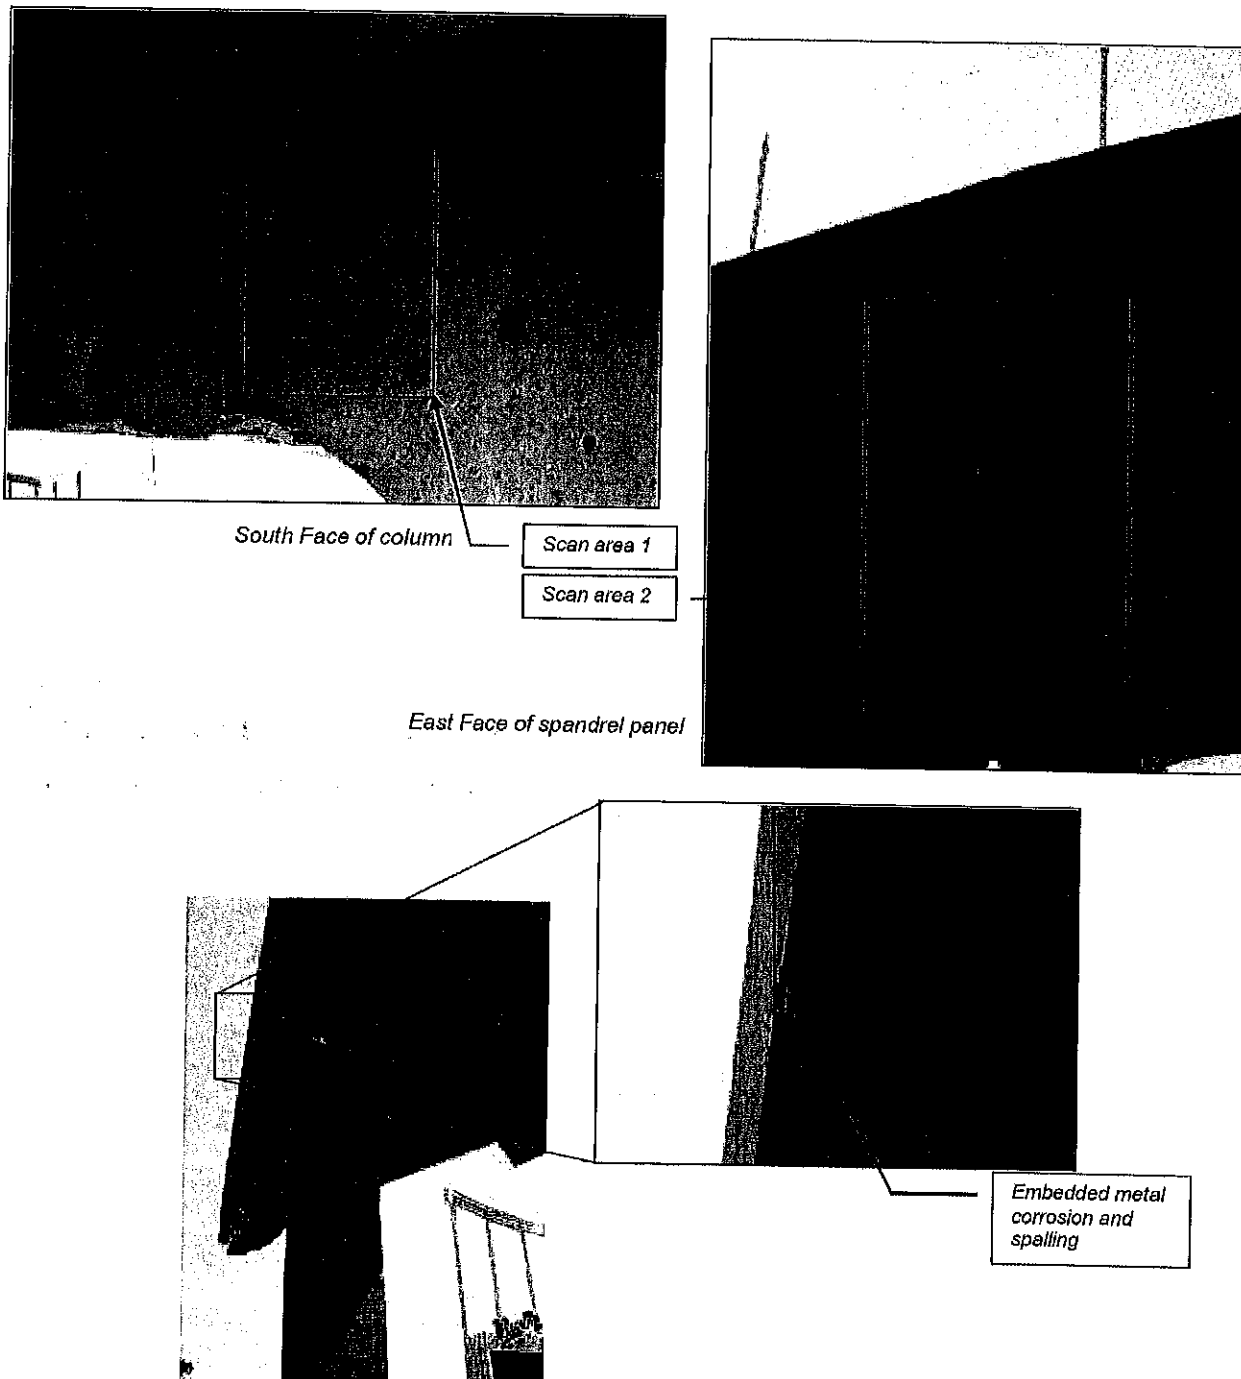 South Face of column
Scan area 1
Scan area 2
East Face of spandrel panel
Embedded metal
corrosion and
spalling